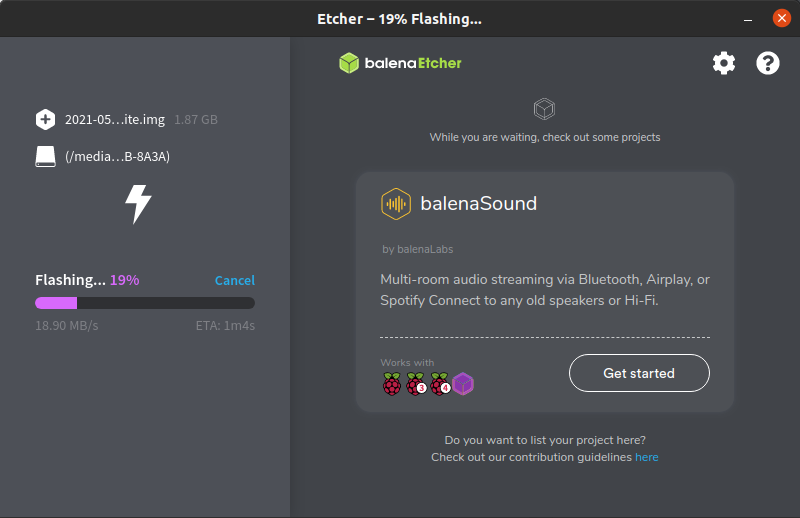 Etcher – 19% Flashing...
balenaEtcher
2021-05...ite.img 1.87 GB
(/media...B-8A3A)
Flashing... 19% Cancel
18.90 MB/s ETA: 1m4s
While you are waiting, check out some projects
balenaSound
by balenaLabs
Multi-room audio streaming via Bluetooth, Airplay, or
Spotify Connect to any old speakers or Hi-Fi.
Works with
3 4
Get started
Do you want to list your project here?
Check out our contribution guidelines here